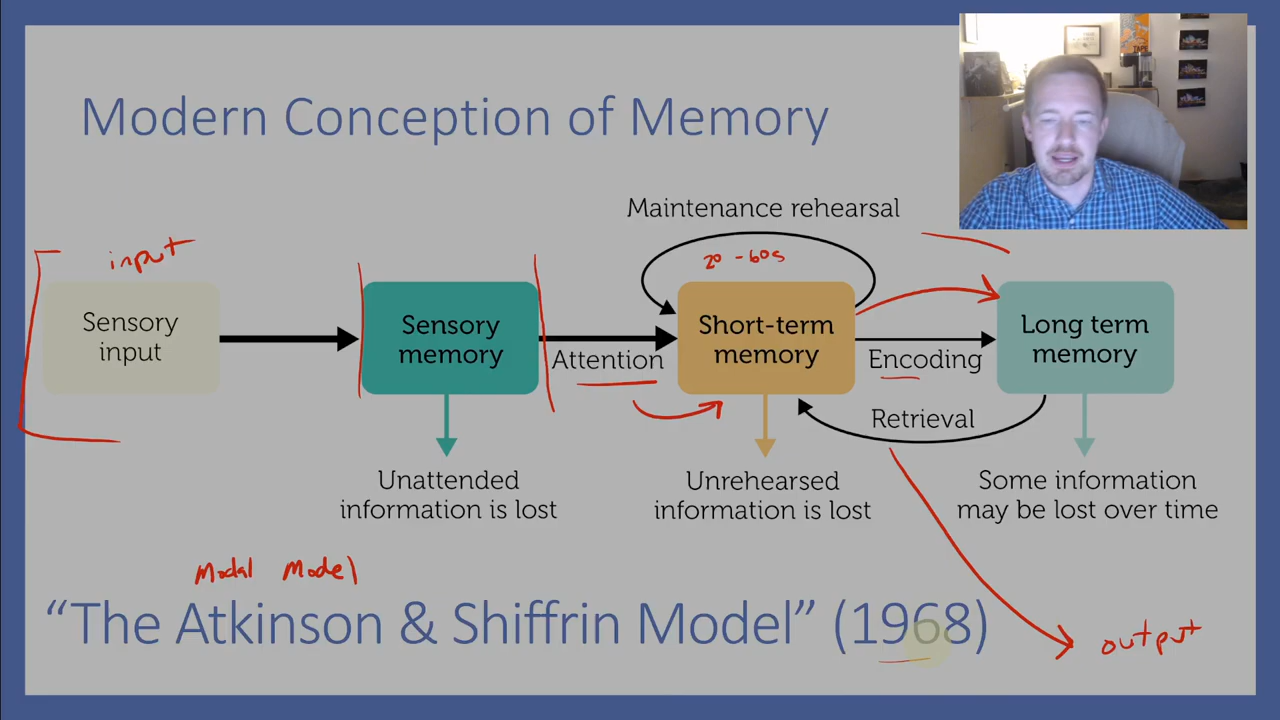 Modern Conception of Memory
TAPE
Maintenance rehearsal
input
20 - 60s
Sensory
input
Sensory
memory
Attention
Short-term
memory
Encoding
Long term
memory
Retrieval
Unattended
information is lost
Unrehearsed
information is lost
Some information
may be lost over time
Modal Model
“The Atkinson & Shiffrin Model” (1968)
output